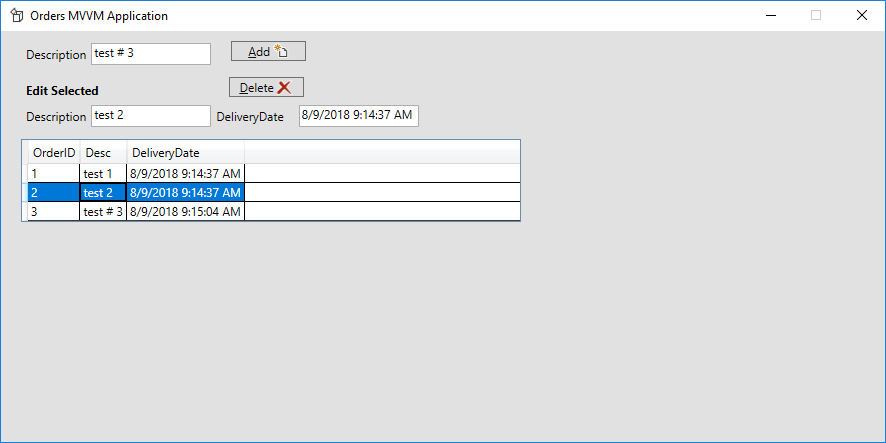 Orders MVVM Application
Description test # 3 Add
Edit Selected Delete
Description test 2 DeliveryDate 8/9/2018 9:14:37 AM
OrderID Desc DeliveryDate
1 test 1 8/9/2018 9:14:37 AM
2 test 2 8/9/2018 9:14:37 AM
3 test # 3 8/9/2018 9:15:04 AM